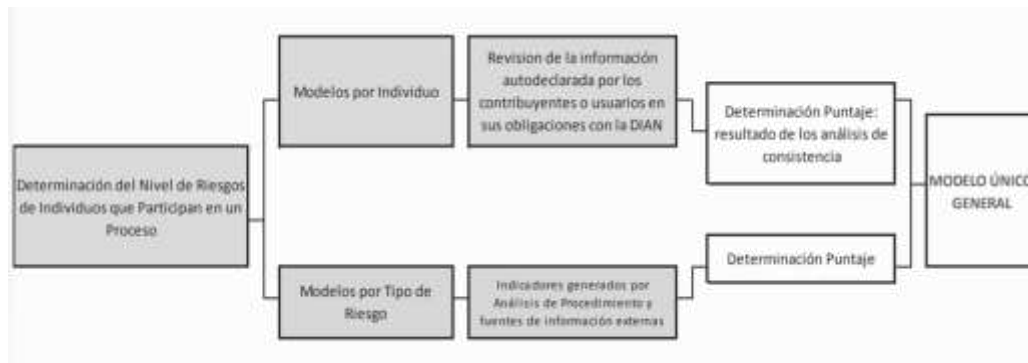 Determinación del Nivel de Riesgos
de Individuos que Participan en un
Proceso
Modelos por Individuo
Revision de la información
autodeclarada por los
contribuyentes o usuarios en
sus obligaciones con la DIAN
Determinación Puntaje:
resultado de los análisis de
consistencia
Modelos por Tipo de
Riesgo
Indicadores generados por
Análisis de Procedimiento y
fuentes de información externas
Determinación Puntaje
MODELO ÚNICO
GENERAL